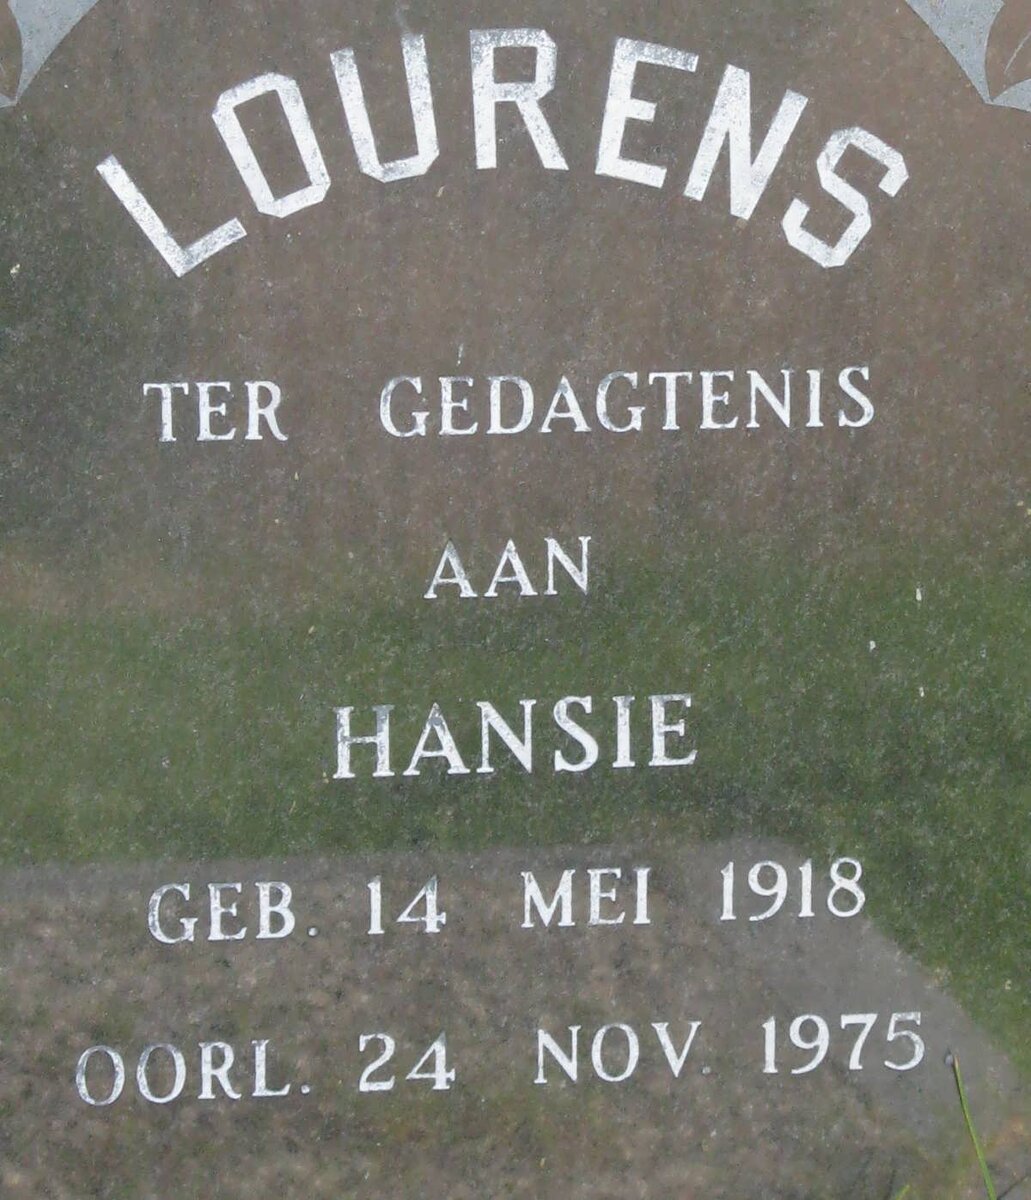 LOURENS
TER GEDAGTENIS
AAN
HANSIE
GEB. 14 MEI 1918
OORL. 24 NOV. 1975